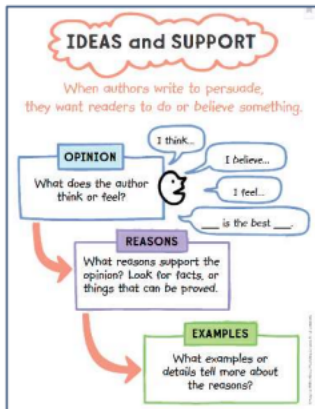 IDEAS and SUPPORT
When authors write to persuade,
they want readers to do or believe something.
I think...
I believe...
I feel...
___ is the best ___.
OPINION
What does the author
think or feel?
REASONS
What reasons support the
opinion? Look for facts, or
things that can be proved.
EXAMPLES
What examples or
details tell more about
the reasons?